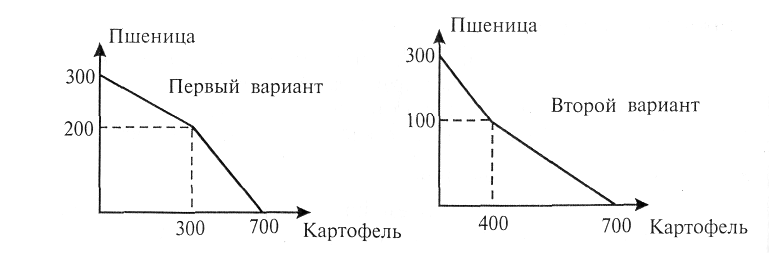 Пшеница
300
Первый вариант
200
300
700
Картофель
Пшеница
300
Второй вариант
100
400
700
Картофель